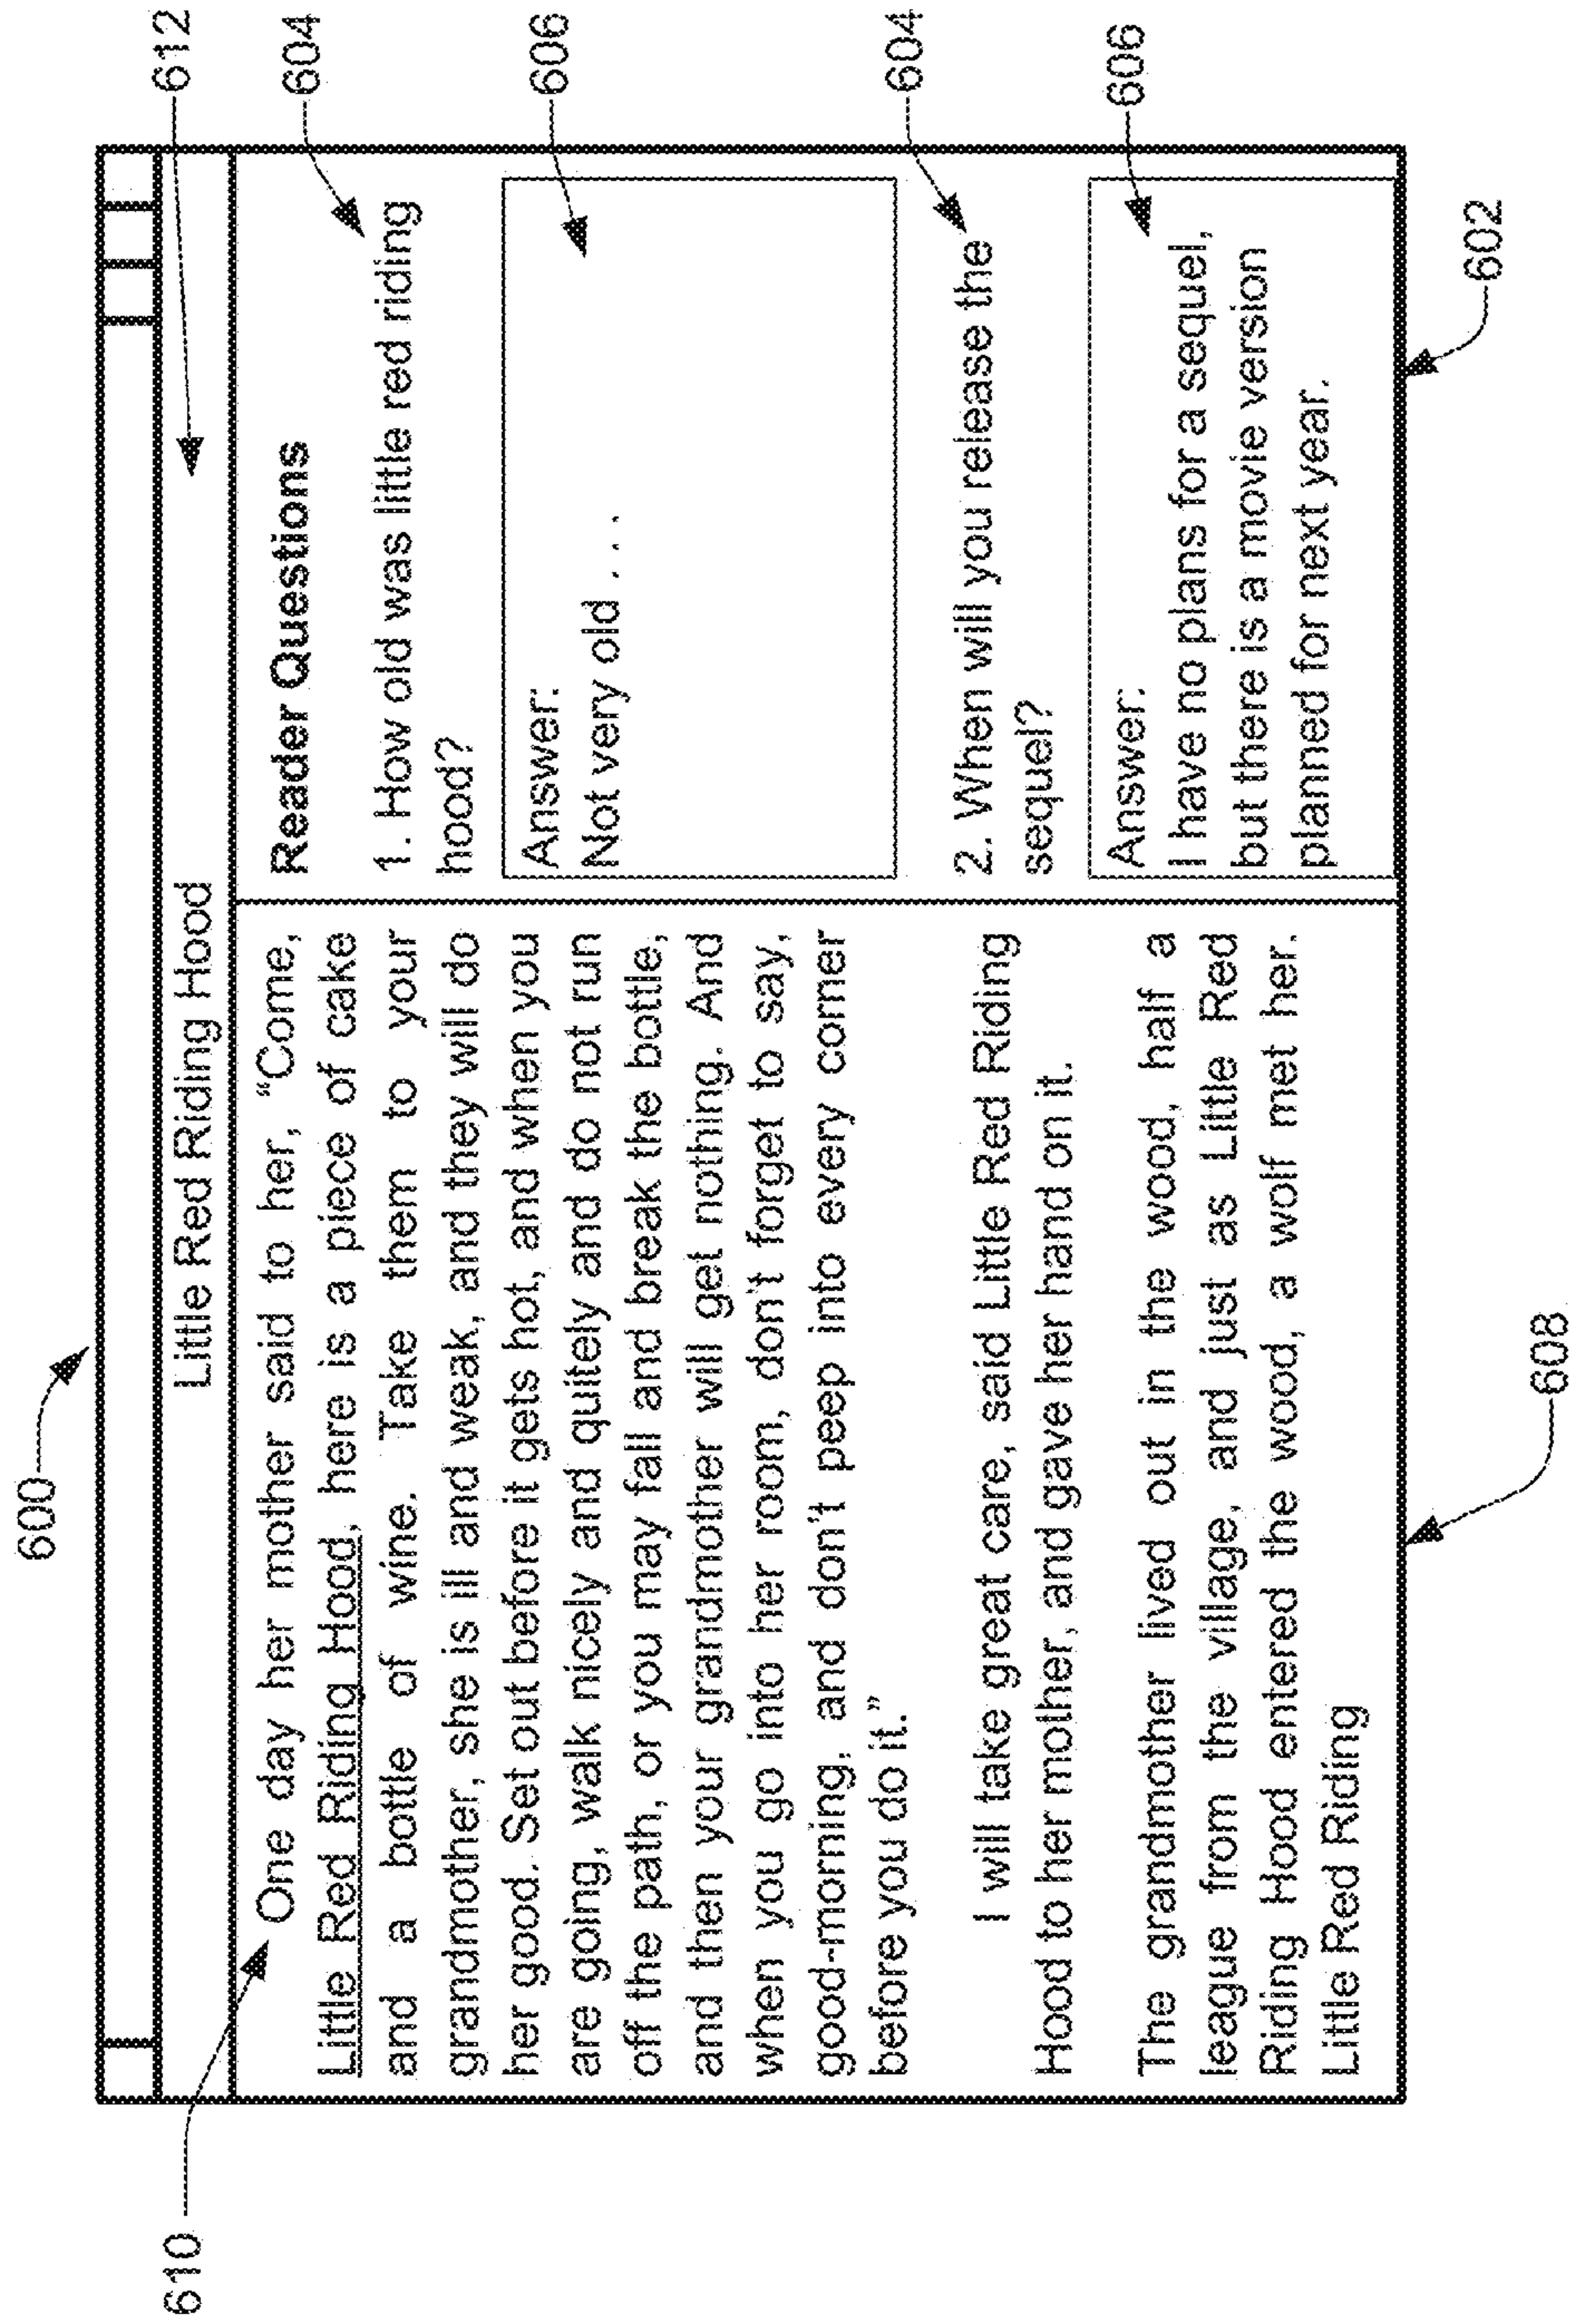 600
612
Little Red Riding Hood
610
One day her mother said to her, “Come,
Little Red Riding Hood, here is a piece of cake
and a bottle of wine. Take them to your
grandmother, she is ill and weak, and they will do
her good. Set out before it gets hot, and when you
are going, walk nicely and quitely and do not run
off the path, or you may fall and break the bottle,
and then your grandmother will get nothing. And
when you go into her room, don't forget to say,
good-morning, and don't peep into every corner
before you do it.”
I will take great care, said Little Red Riding
Hood to her mother, and gave her hand on it.
The grandmother lived out in the wood, half a
league from the village, and just as Little Red
Riding Hood entered the wood, a wolf met her.
Little Red Riding
608
Reader Questions
604
1. How old was little red riding
hood?
606
Answer:
Not very old . . .
604
2. When will you release the
sequel?
606
Answer:
I have no plans for a sequel,
but there is a movie version
planned for next year.
602